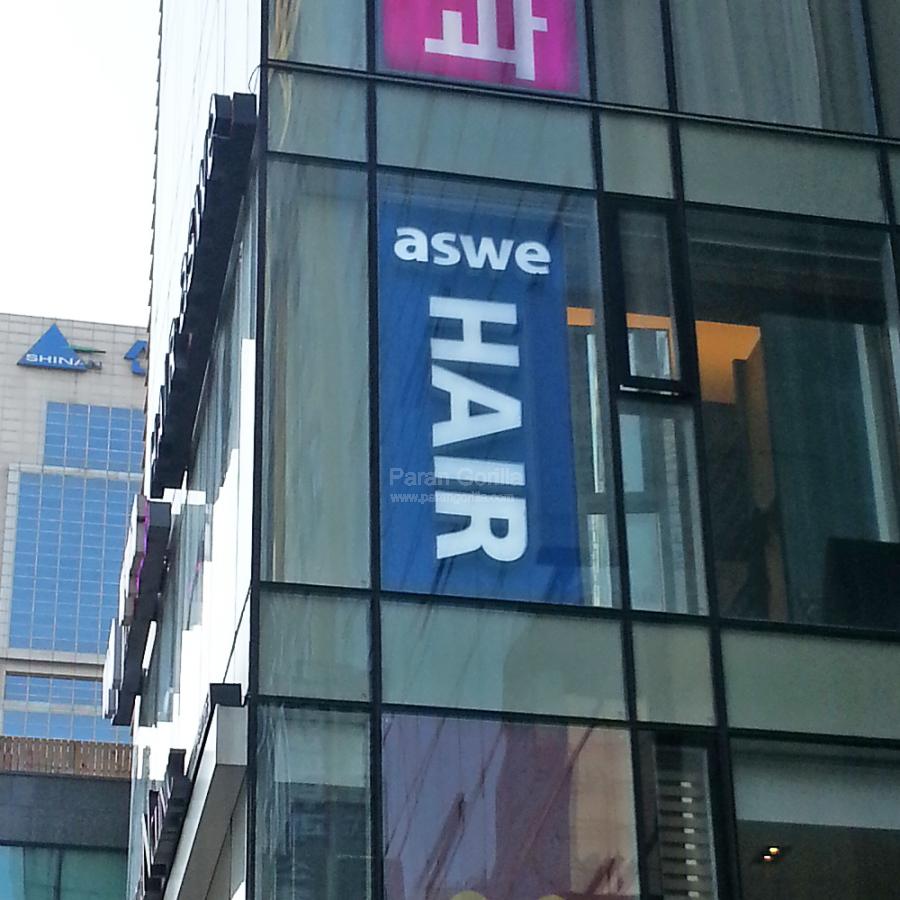 aswe
HAIR
SHINAN
Paran Gorilla
www.parangorilla.com